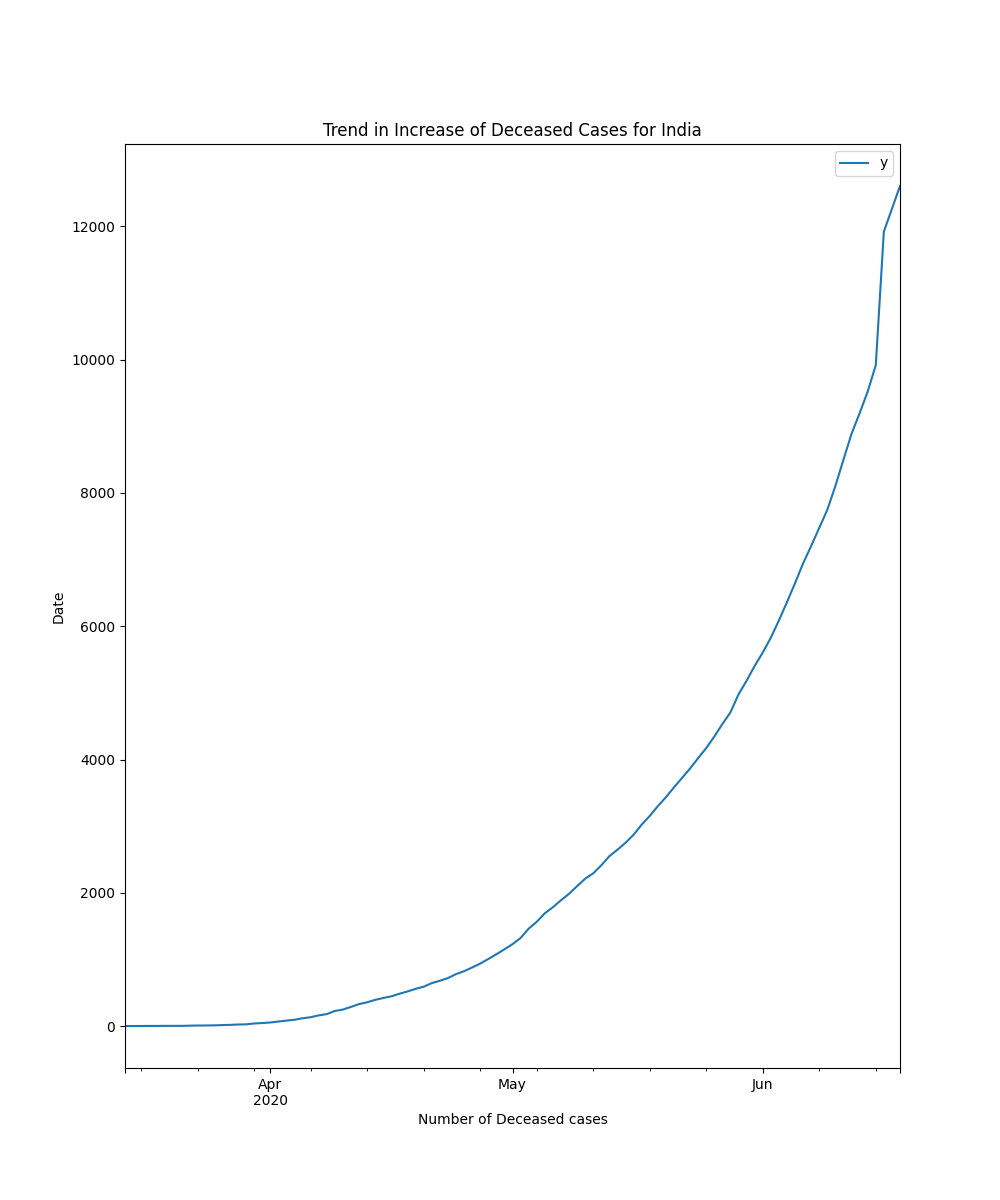 Trend in Increase of Deceased Cases for India
y
12000
10000
8000
6000
4000
2000
0
Date
Apr
2020
May
Jun
Number of Deceased cases